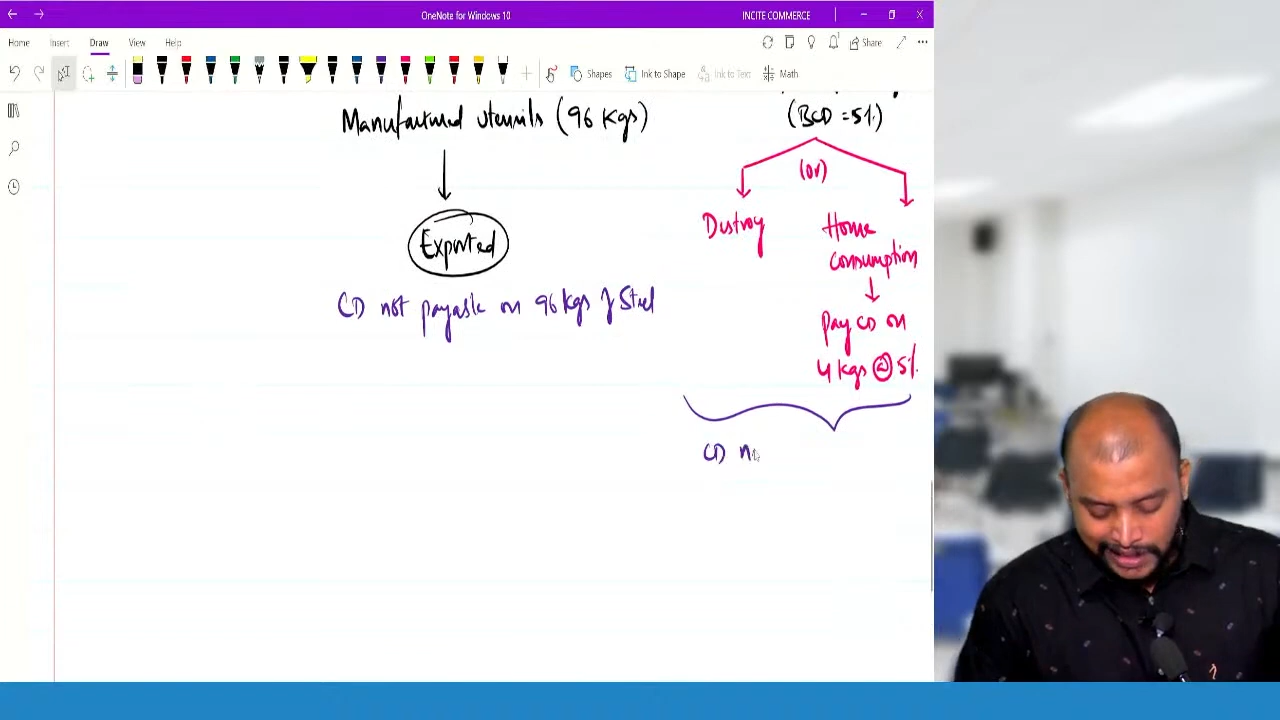 OneNote for Windows 10
INCITE COMMERCE
Home Insert Draw View Help
Share
Shapes Ink to Shape Ink to Text Math
Manufactured utensils (96 Kgs)
(BCD = 5%)
(or)
Exported
Destroy
Home
consumption
CD not payable on 96 kgs of Steel
Pay CD on
4 kgs @ 5%
CD no